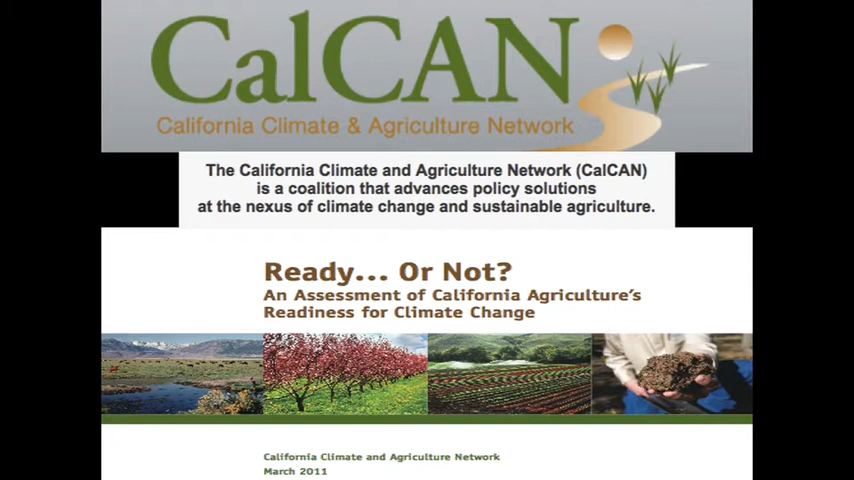 CalCAN
California Climate & Agriculture Network
The California Climate and Agriculture Network (CalCAN)
is a coalition that advances policy solutions
at the nexus of climate change and sustainable agriculture.
Ready... Or Not?
An Assessment of California Agriculture's
Readiness for Climate Change
California Climate and Agriculture Network
March 2011